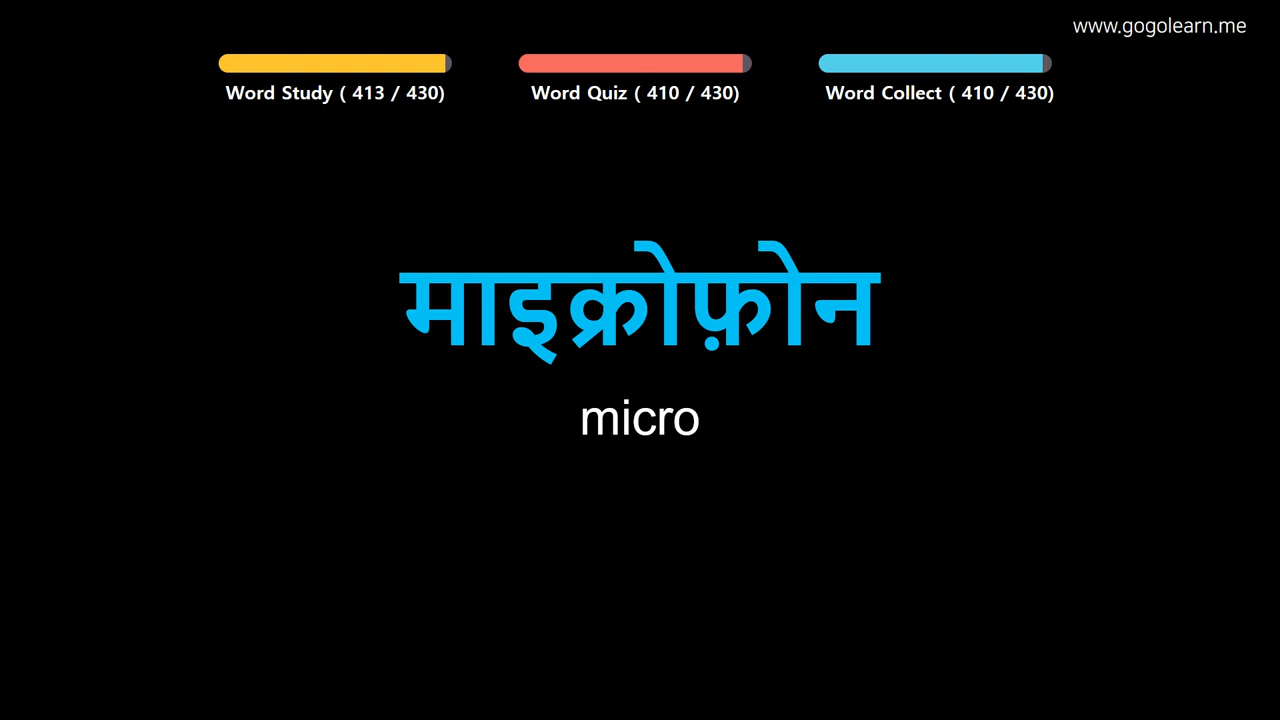 www.gogolearn.me
Word Study ( 413 / 430)
Word Quiz ( 410 / 430)
Word Collect ( 410 / 430)
माइक्रोफ़ोन
micro